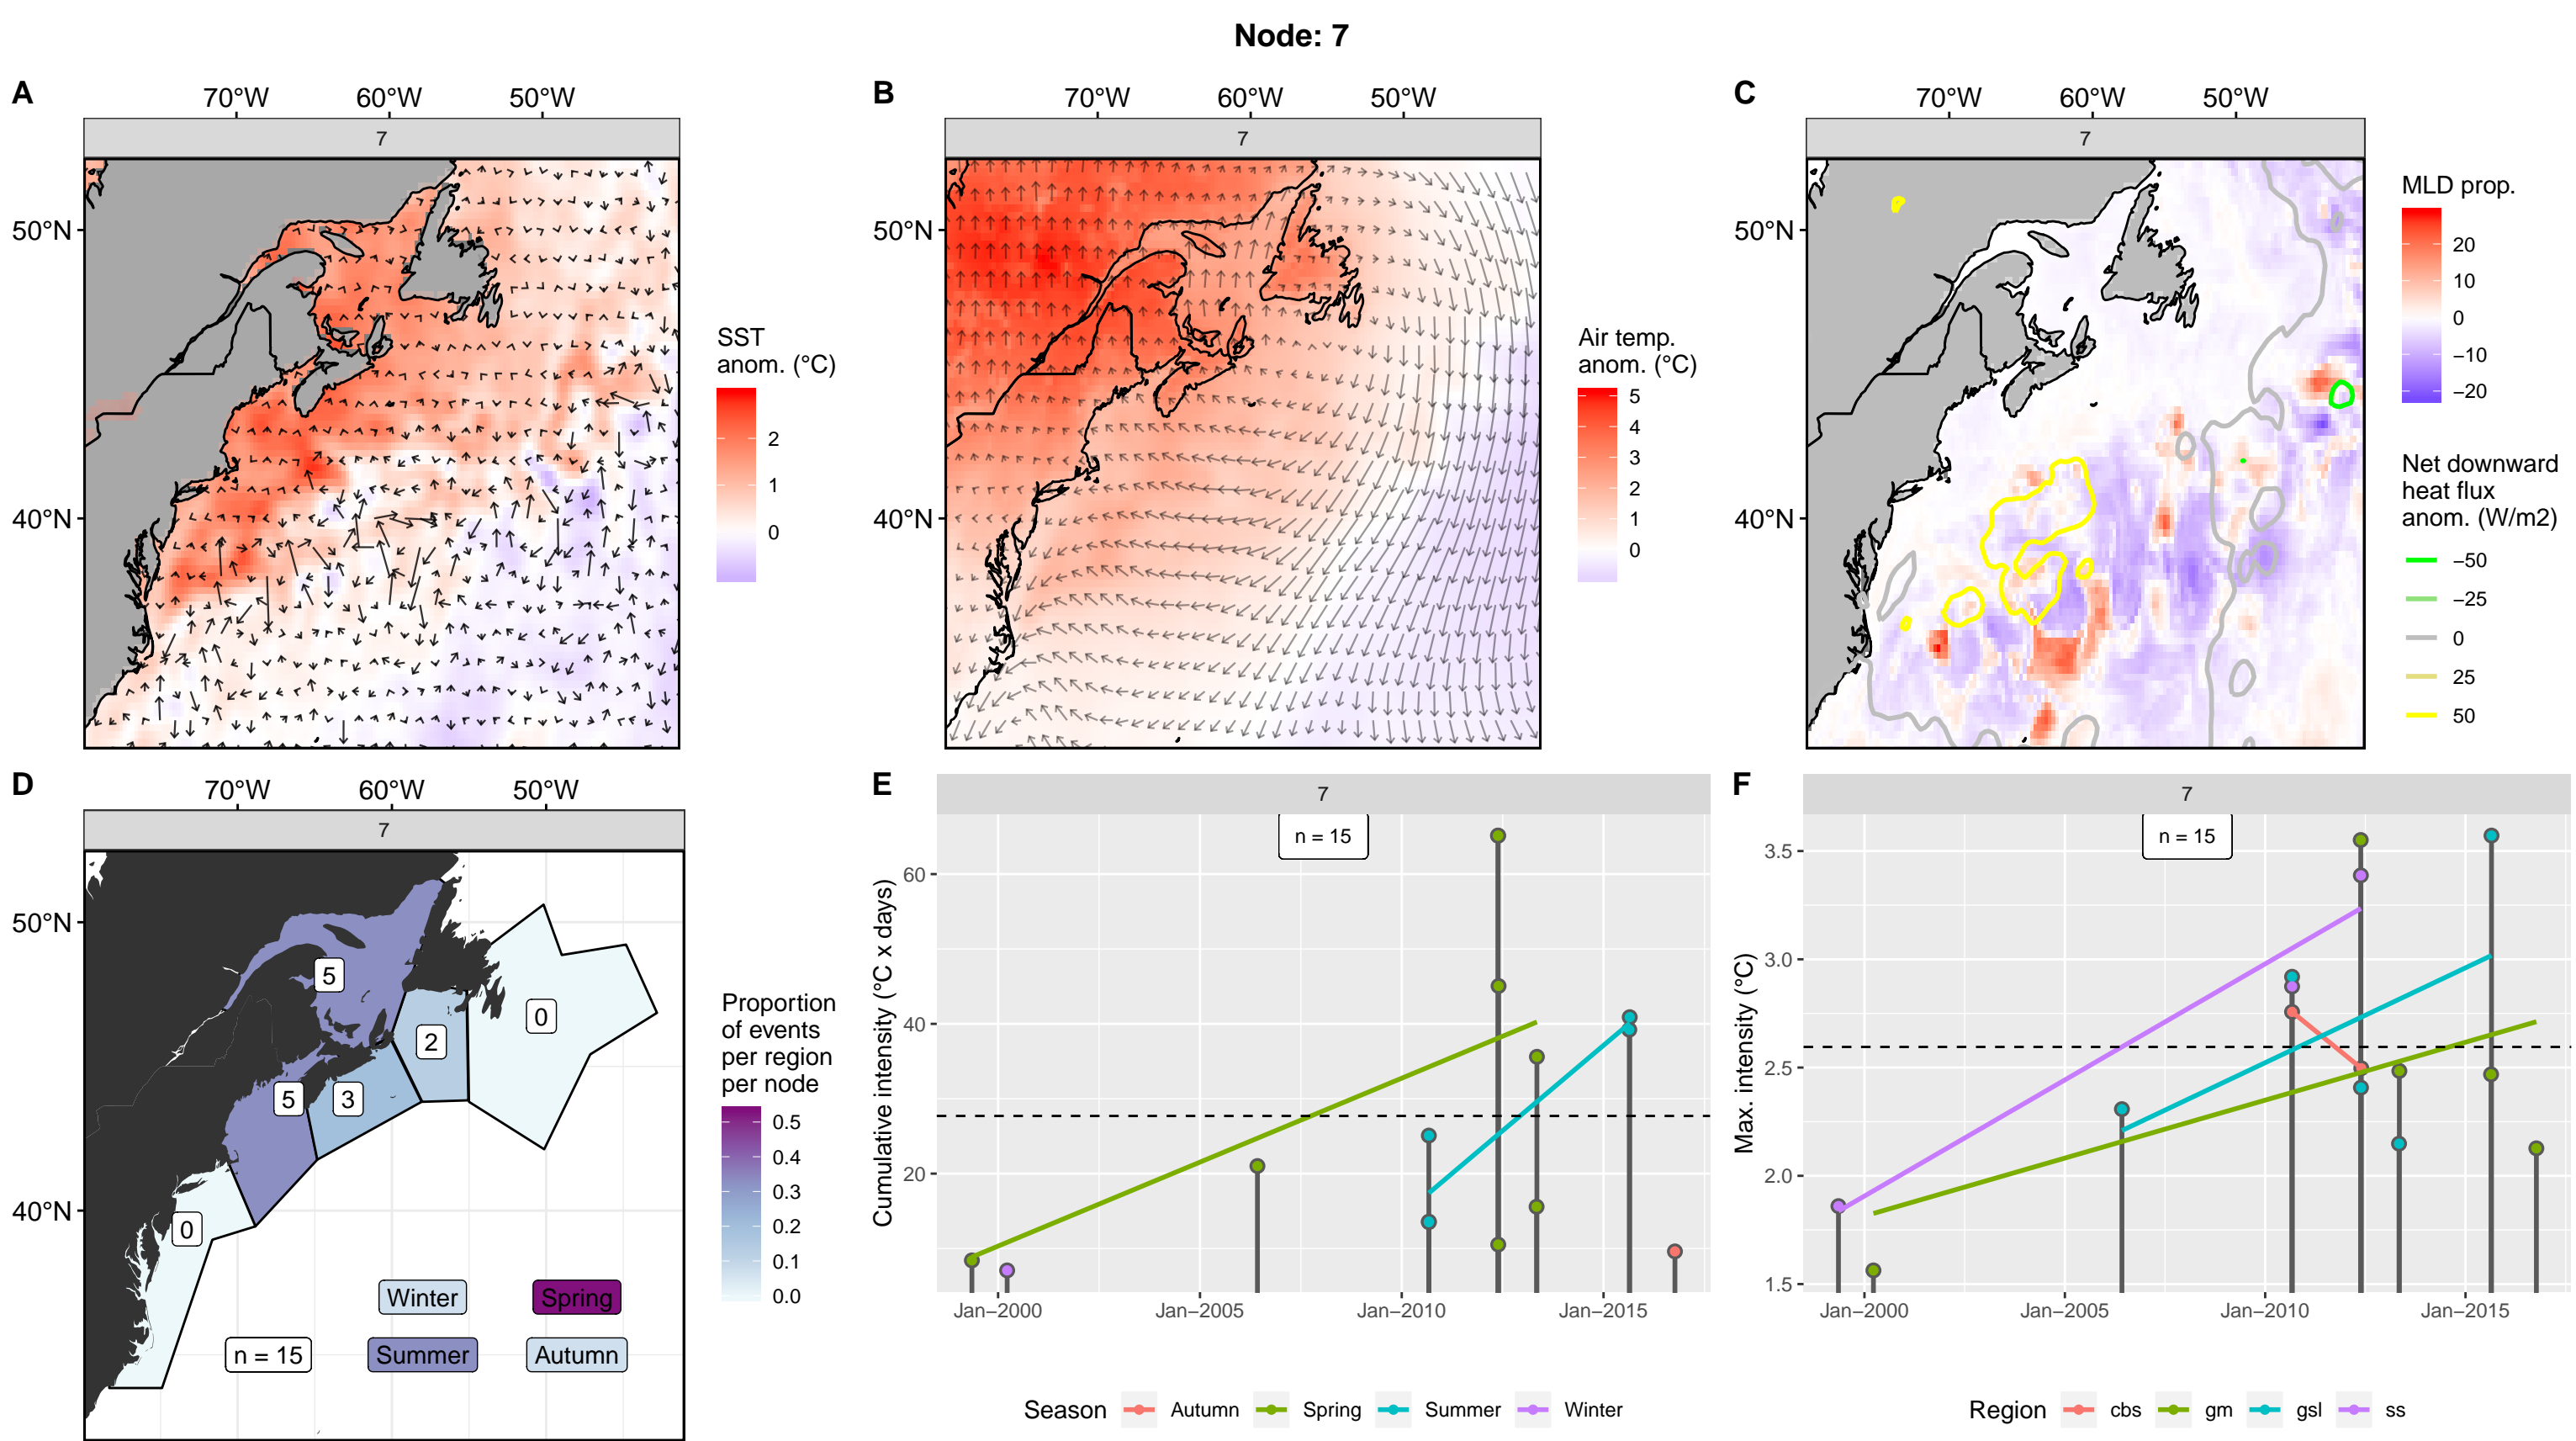 Node: 7
A
70°W 60°W 50°W
7
50°N
40°N
SST
anom. (°C)
2
1
0
B
70°W 60°W 50°W
7
50°N
40°N
Air temp.
anom. (°C)
5
4
3
2
1
0
C
70°W 60°W 50°W
7
50°N
40°N
MLD prop.
20
10
0
−10
−20
Net downward
heat flux
anom. (W/m2)
−50
−25
0
25
50
D
70°W 60°W 50°W
7
50°N
40°N
5
0
2
5
3
0
Winter
Spring
n = 15
Summer
Autumn
Proportion
of events
per region
per node
0.5
0.4
0.3
0.2
0.1
0.0
E
7
n = 15
Cumulative intensity (°C x days)
60
40
20
Jan−2000 Jan−2005 Jan−2010 Jan−2015
Season Autumn Spring Summer Winter
F
7
n = 15
Max. intensity (°C)
3.5
3.0
2.5
2.0
1.5
Jan−2000 Jan−2005 Jan−2010 Jan−2015
Region cbs gm gsl ss